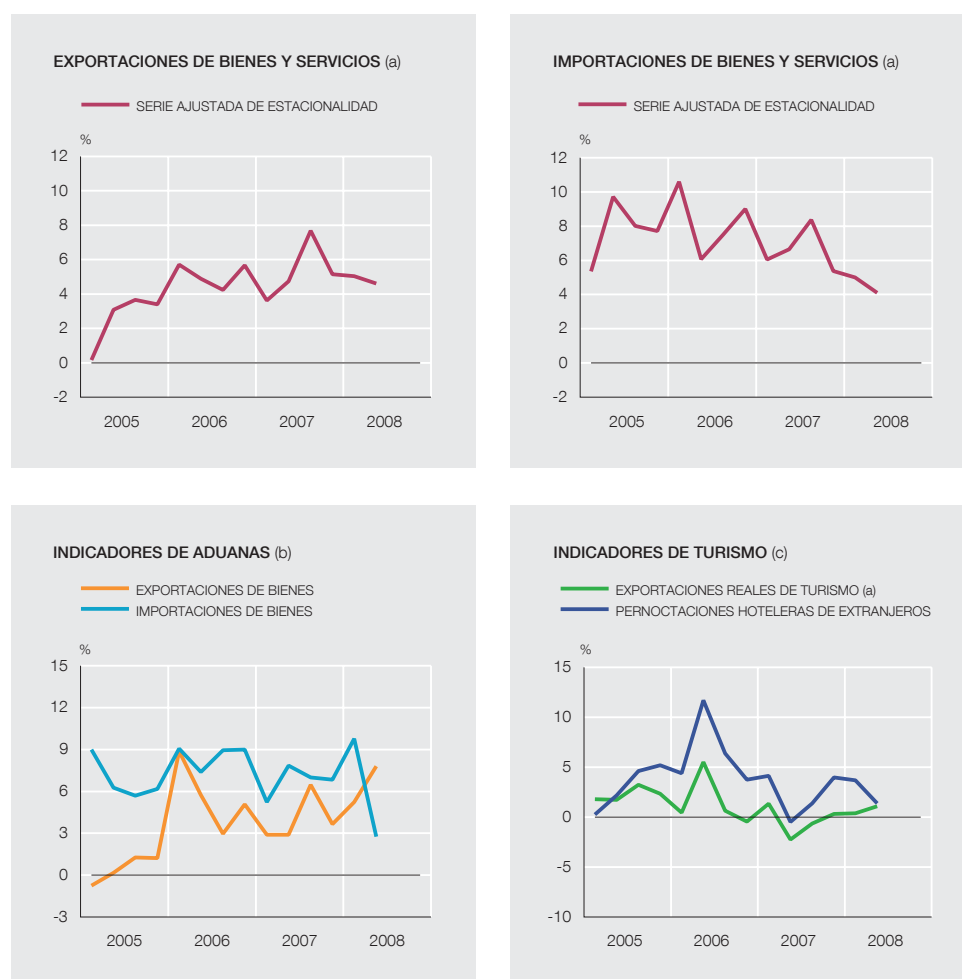 EXPORTACIONES DE BIENES Y SERVICIOS (a)
SERIE AJUSTADA DE ESTACIONALIDAD
%
12
10
8
6
4
2
0
-2
2005 2006 2007 2008
IMPORTACIONES DE BIENES Y SERVICIOS (a)
SERIE AJUSTADA DE ESTACIONALIDAD
%
12
10
8
6
4
2
0
-2
2005 2006 2007 2008
INDICADORES DE ADUANAS (b)
EXPORTACIONES DE BIENES
IMPORTACIONES DE BIENES
%
15
12
9
6
3
0
-3
2005 2006 2007 2008
INDICADORES DE TURISMO (c)
EXPORTACIONES REALES DE TURISMO (a)
PERNOCTACIONES HOTELERAS DE EXTRANJEROS
%
15
10
5
0
-5
-10
2005 2006 2007 2008